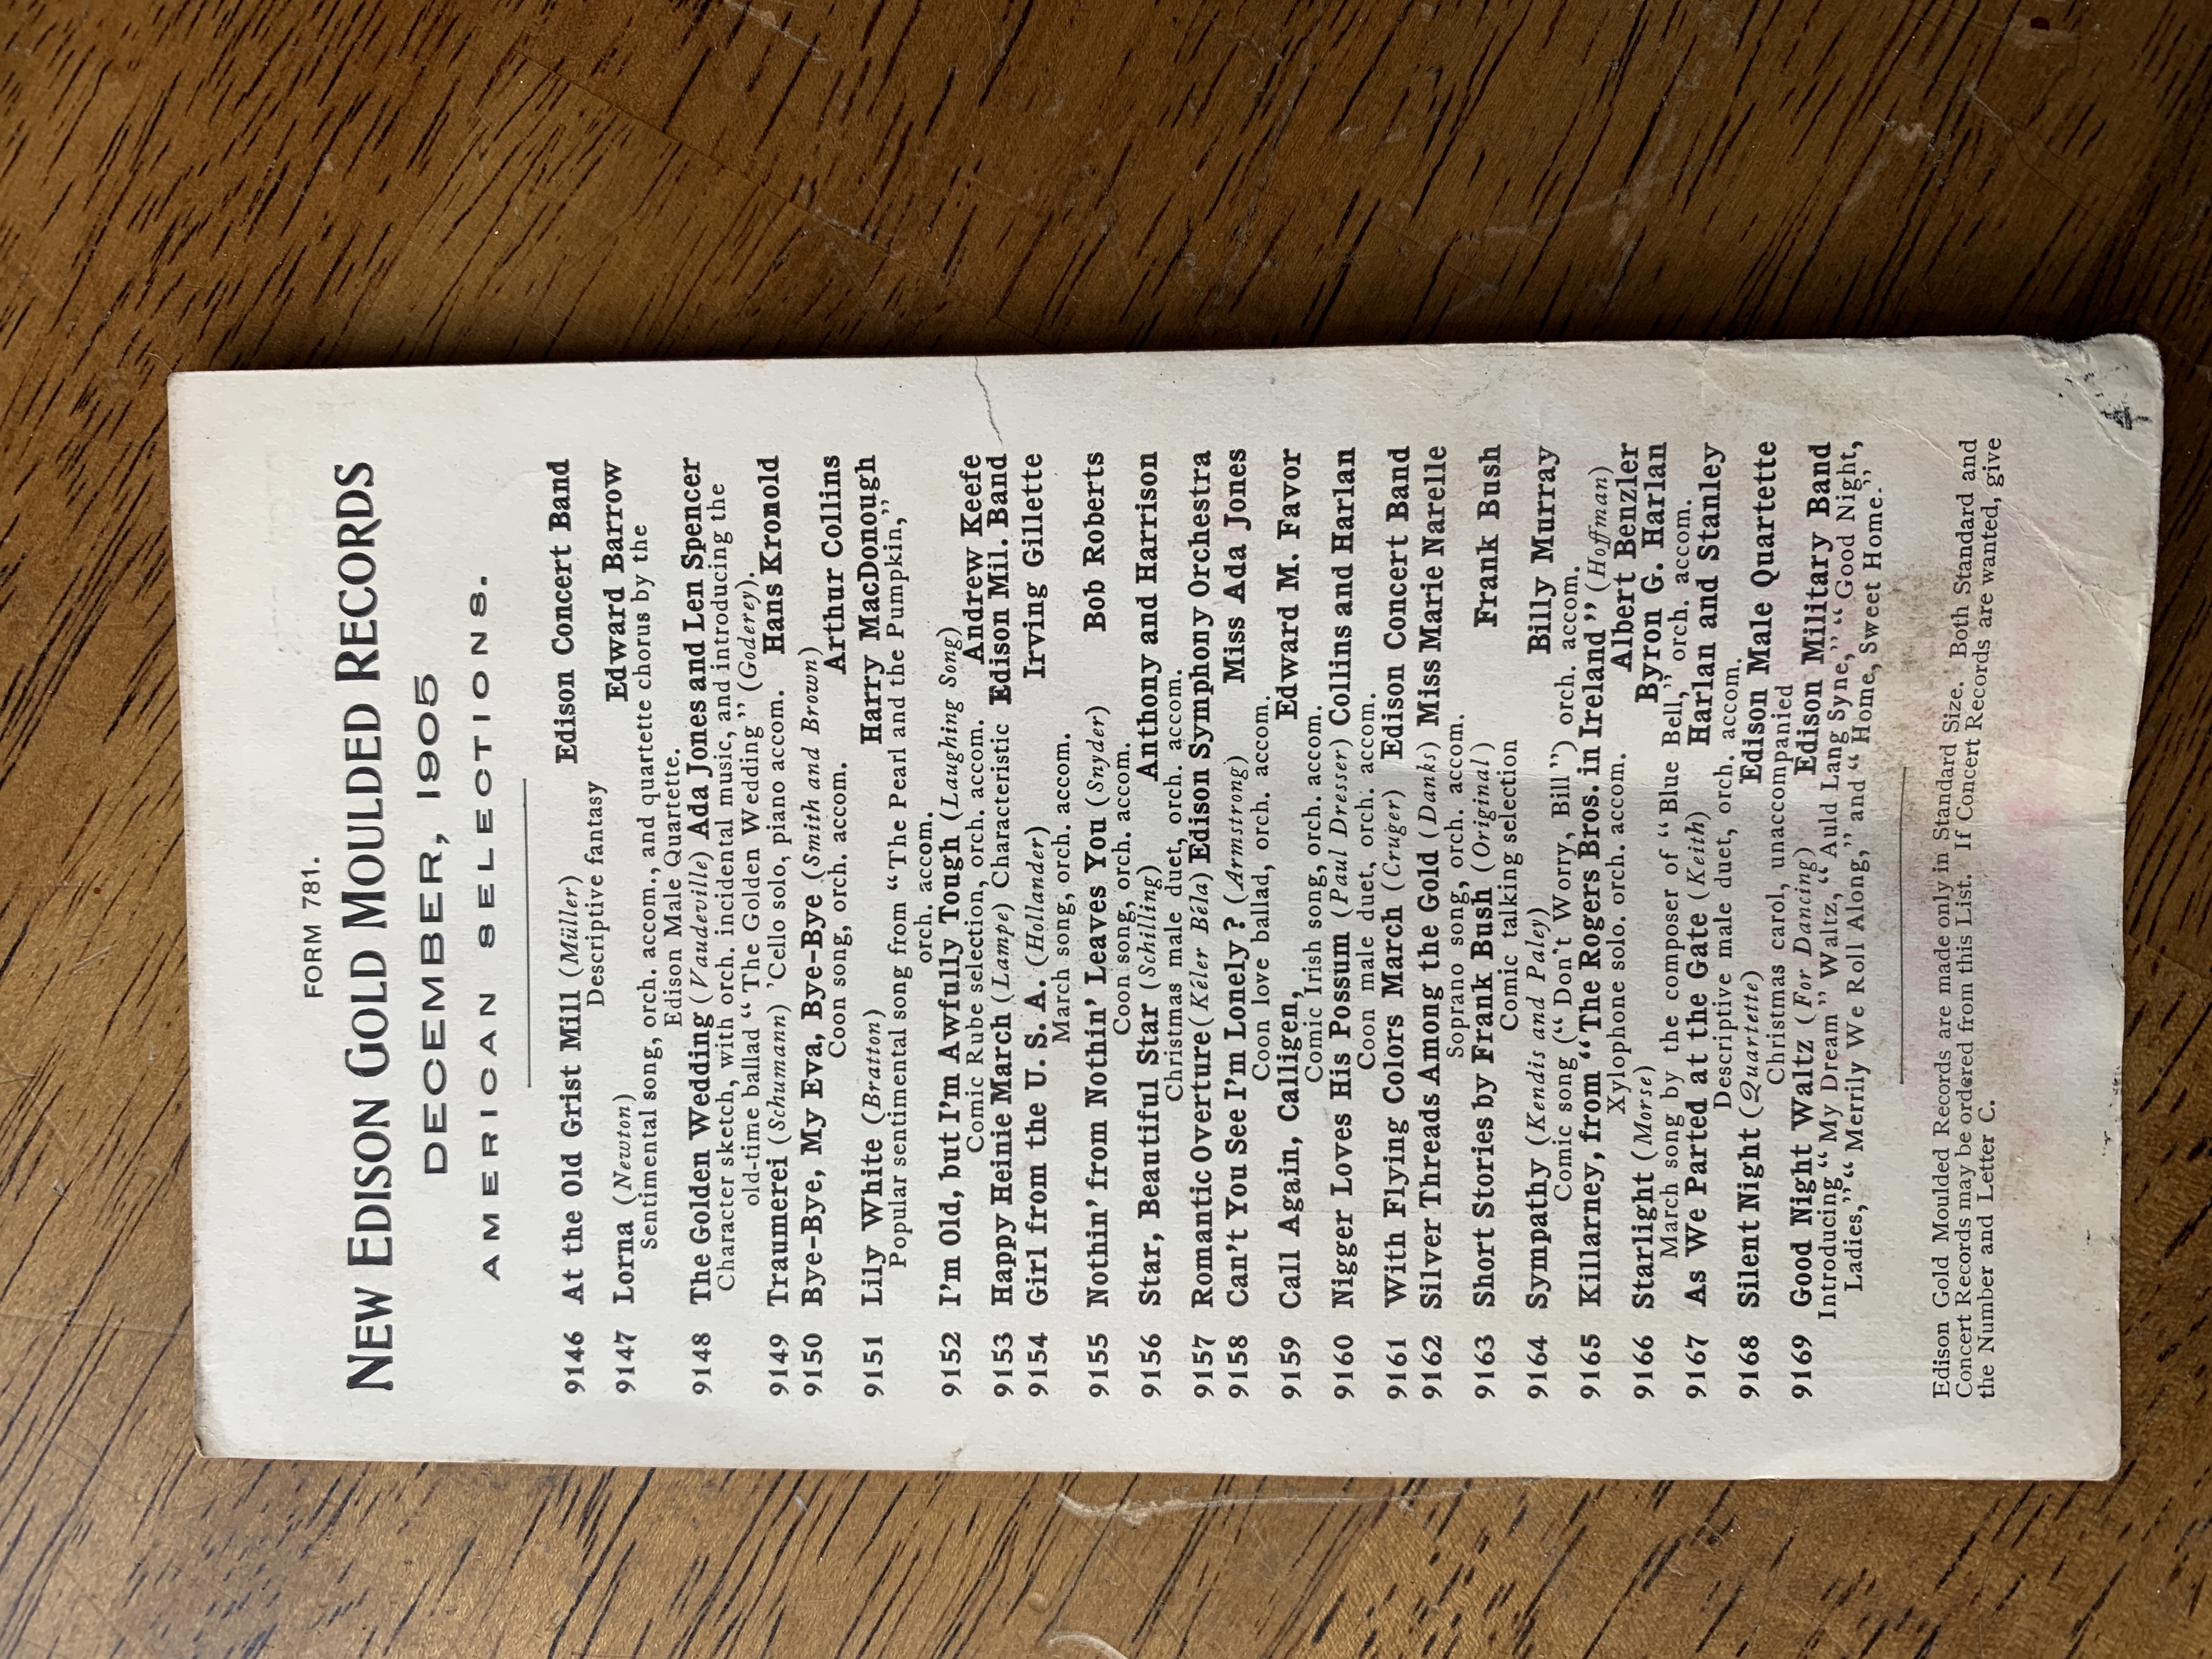 FORM 781.
NEW EDISON GOLD MOULDED RECORDS
DECEMBER, 1905
AMERICAN SELECTIONS.
9146 At the Old Grist Mill (Müller) Edison Concert Band
Descriptive fantasy
9147 Lorna (Newton) Edward Barrow
Sentimental song, orch. accom., and quartette chorus by the
Edison Male Quartette.
9148 The Golden Wedding (Vaudeville) Ada Jones and Len Spencer
Character sketch, with orch. incidental music, and introducing the
old-time ballad “ The Golden Wedding ” (Goderey).
9149 Traumerei (Schumann) 'Cello solo, piano accom. Hans Kronold
9150 Bye-Bye, My Eva, Bye-Bye (Smith and Brown)
Coon song, orch. accom. Arthur Collins
9151 Lily White (Bratton) Harry MacDonough
Popular sentimental song from “The Pearl and the Pumpkin,”
orch. accom.
9152 I'm Old, but I'm Awfully Tough (Laughing Song)
Comic Rube selection, orch. accom. Andrew Keefe
9153 Happy Heinie March (Lampe) Characteristic Edison Mil. Band
9154 Girl from the U. S. A. (Hollander) Irving Gillette
March song, orch. accom.
9155 Nothin' from Nothin' Leaves You (Snyder) Bob Roberts
Coon song, orch. accom.
9156 Star, Beautiful Star (Schilling) Anthony and Harrison
Christmas male duet, orch. accom.
9157 Romantic Overture (Kéler Béla) Edison Symphony Orchestra
9158 Can't You See I'm Lonely? (Armstrong) Miss Ada Jones
Coon love ballad, orch. accom.
9159 Call Again, Calligen, Edward M. Favor
Comic Irish song, orch. accom.
9160 Nigger Loves His Possum (Paul Dresser) Collins and Harlan
Coon male duet, orch. accom.
9161 With Flying Colors March (Cruger) Edison Concert Band
9162 Silver Threads Among the Gold (Danks) Miss Marie Narelle
Soprano song, orch. accom.
9163 Short Stories by Frank Bush (Original) Frank Bush
Comic talking selection
9164 Sympathy (Kendis and Paley) Billy Murray
Comic song (“ Don't Worry, Bill”) orch. accom.
9165 Killarney, from “The Rogers Bros. in Ireland” (Hoffman)
Xylophone solo. orch. accom. Albert Benzler
9166 Starlight (Morse) Byron G. Harlan
March song by the composer of “Blue Bell,” orch. accom.
9167 As We Parted at the Gate (Keith) Harlan and Stanley
Descriptive male duet, orch. accom.
9168 Silent Night (Quartette) Edison Male Quartette
Christmas carol, unaccompanied
9169 Good Night Waltz (For Dancing) Edison Military Band
Introducing “My Dream” Waltz, “ Auld Lang Syne,” “ Good Night,
Ladies,” “ Merrily We Roll Along,” and “ Home, Sweet Home.”
Edison Gold Moulded Records are made only in Standard Size. Both Standard and
Concert Records may be ordered from this List. If Concert Records are wanted, give
the Number and Letter C.